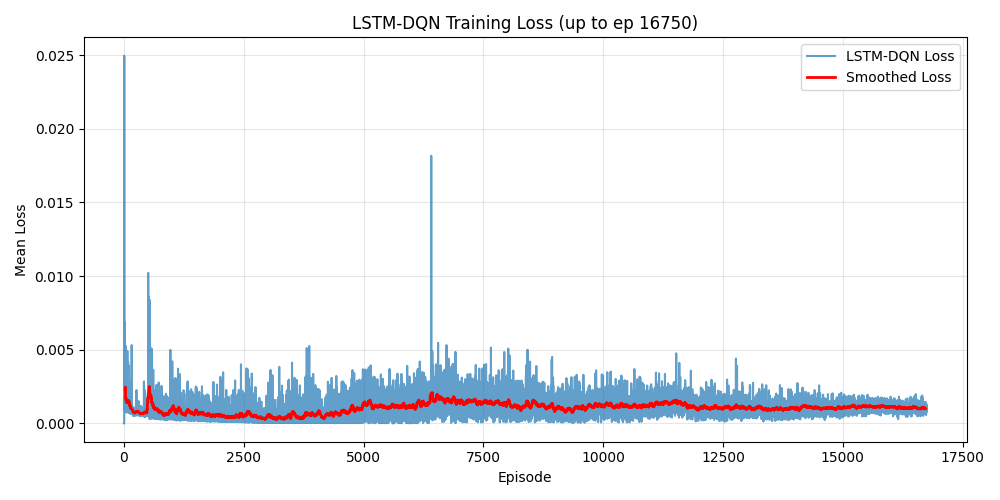 LSTM-DQN Training Loss (up to ep 16750)
LSTM-DQN Loss
Smoothed Loss
Mean Loss
0.025
0.020
0.015
0.010
0.005
0.000
0
2500
5000
7500
10000
12500
15000
17500
Episode